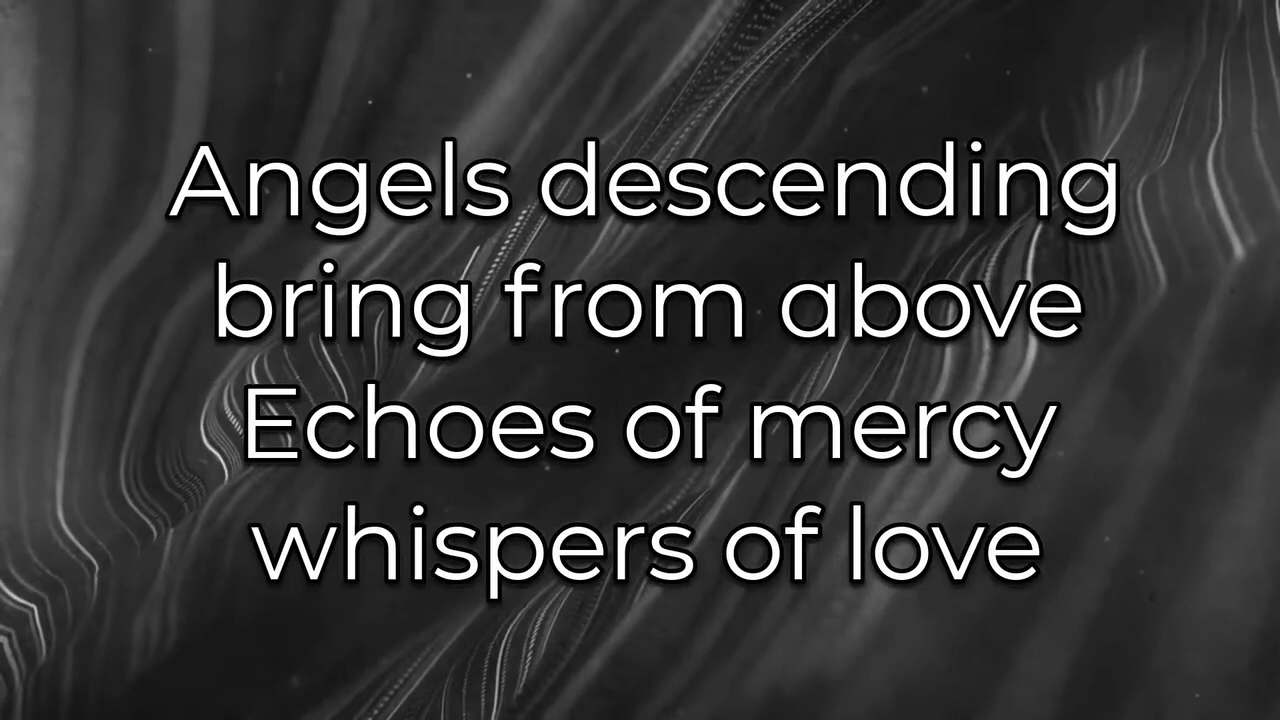 Angels descending
bring from above
Echoes of mercy
whispers of love